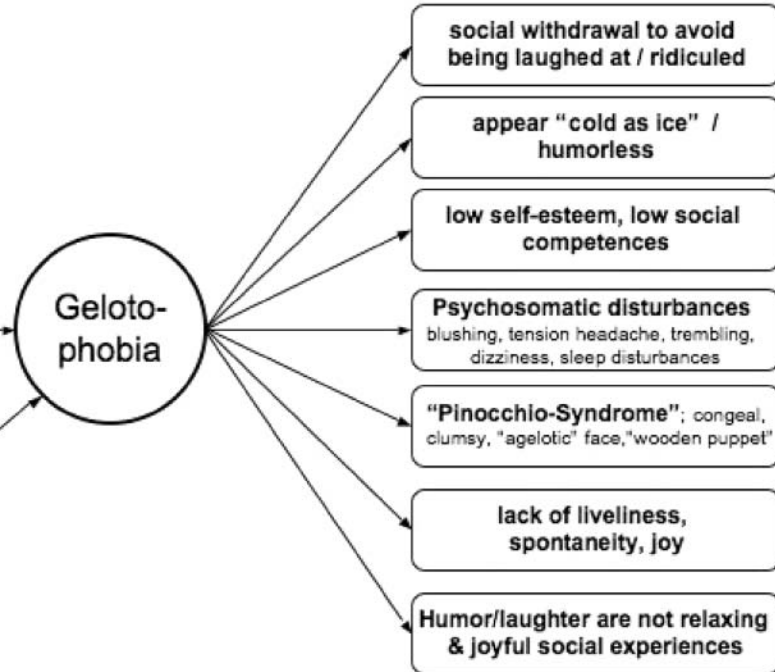 Geloto-
phobia
social withdrawal to avoid
being laughed at / ridiculed
appear “cold as ice” /
humorless
low self-esteem, low social
competences
Psychosomatic disturbances
blushing, tension headache, trembling,
dizziness, sleep disturbances
“Pinocchio-Syndrome”; congeal,
clumsy, "agelotic" face,"wooden puppet"
lack of liveliness,
spontaneity, joy
Humor/laughter are not relaxing
& joyful social experiences